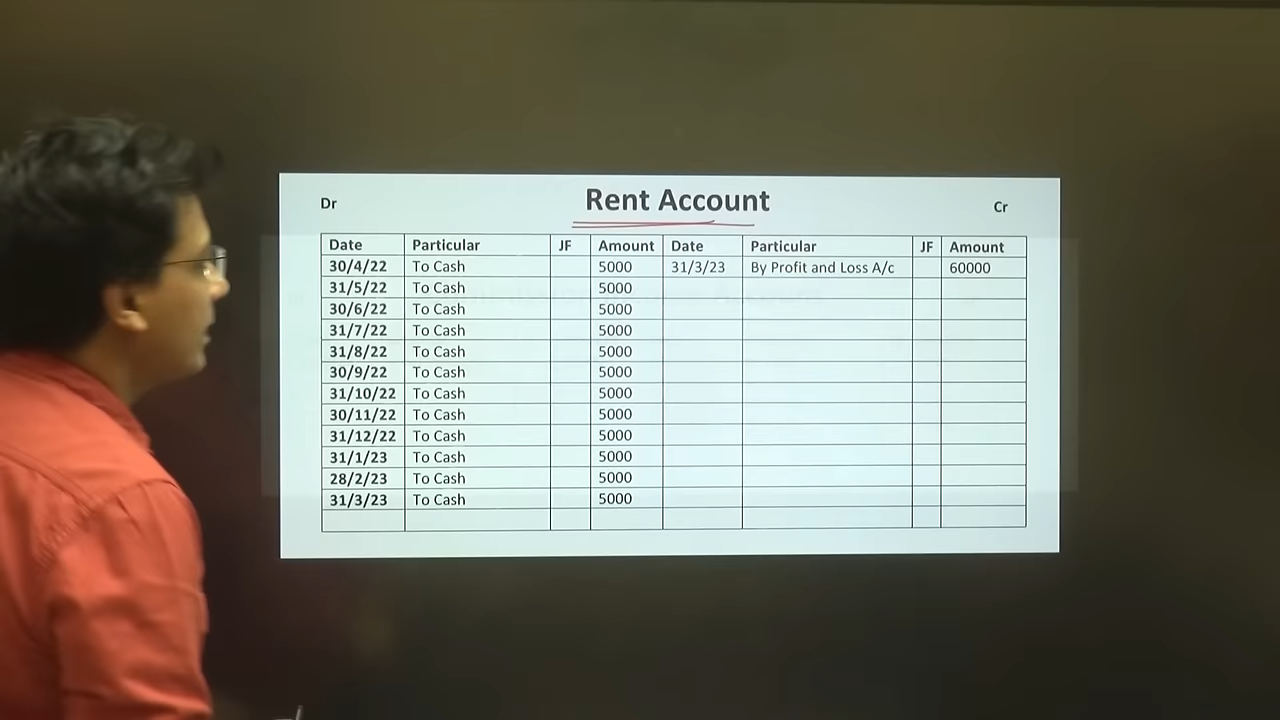 Rent Account
Dr Cr
Date Particular JF Amount Date Particular JF Amount
30/4/22 To Cash 5000 31/3/23 By Profit and Loss A/c 60000
31/5/22 To Cash 5000
30/6/22 To Cash 5000
31/7/22 To Cash 5000
31/8/22 To Cash 5000
30/9/22 To Cash 5000
31/10/22 To Cash 5000
30/11/22 To Cash 5000
31/12/22 To Cash 5000
31/1/23 To Cash 5000
28/2/23 To Cash 5000
31/3/23 To Cash 5000